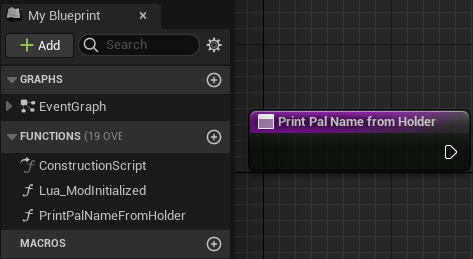 My Blueprint
Add
Search
GRAPHS
EventGraph
FUNCTIONS (19 OVE
ConstructionScript
Lua_ModInitialized
PrintPalNameFromHolder
MACROS
Print Pal Name from Holder